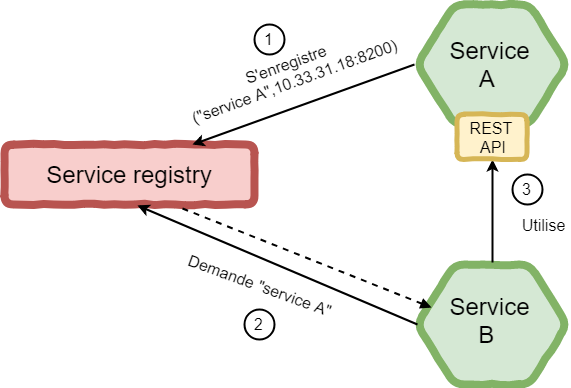 1
S'enregistre
("service A",10.33.31.18:8200)
Service
A
REST
API
Service registry
3
Utilise
Demande "service A"
2
Service
B